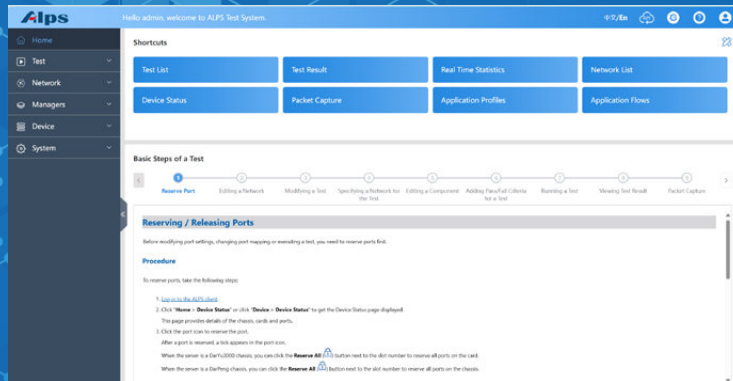 Alps
Hello admin, welcome to ALPS Test System.
中文/En
Home
Test
Network
Managers
Device
System
Shortcuts
Test List
Test Result
Real Time Statistics
Network List
Device Status
Packet Capture
Application Profiles
Application Flows
Basic Steps of a Test
1 2 3 4 5 6 7 8 9
Reserve Port
Editing a Network
Modifying a Test
Specifying a Network for the Test
Editing a Component
Adding Pass/Fail Criteria for a Test
Running a Test
Viewing Test Result
Packet Capture
Reserving / Releasing Ports
Before modifying port settings, changing port mapping or executing a test, you need to reserve ports first.
Procedure
To reserve ports, take the following steps:
1. Log in to the ALPS client.
2. Click "Home > Device Status" or click "Device > Device Status" to get the Device Status page displayed.
This page provides details of the chassis, cards and ports.
3. Click the port icon to reserve the port.
After a port is reserved, a tick appears in the port icon.
When the server is a DarYu3000 chassis, you can click the Reserve All ( ) button next to the slot number to reserve all ports on the card.
When the server is a DarPeng chassis, you can click the Reserve All ( ) button next to the slot number to reserve all ports on the chassis.